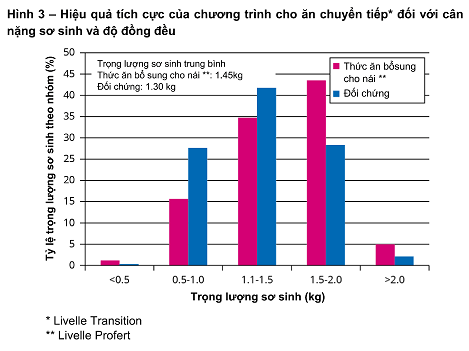 Hình 3 – Hiệu quả tích cực của chương trình cho ăn chuyển tiếp* đối với cân
nặng sơ sinh và độ đồng đều
Tỷ lệ trọng lượng sơ sinh theo nhóm (%)
50
45
40
35
30
25
20
15
10
5
0
Trọng lượng sơ sinh trung bình
Thức ăn bổ sung cho nái **: 1.45kg
Đối chứng: 1.30 kg
Thức ăn bổsung
cho nái **
Đối chứng
<0.5
0.5-1.0
1.1-1.5
1.5-2.0
>2.0
Trọng lượng sơ sinh (kg)
* Livelle Transition
** Livelle Profert